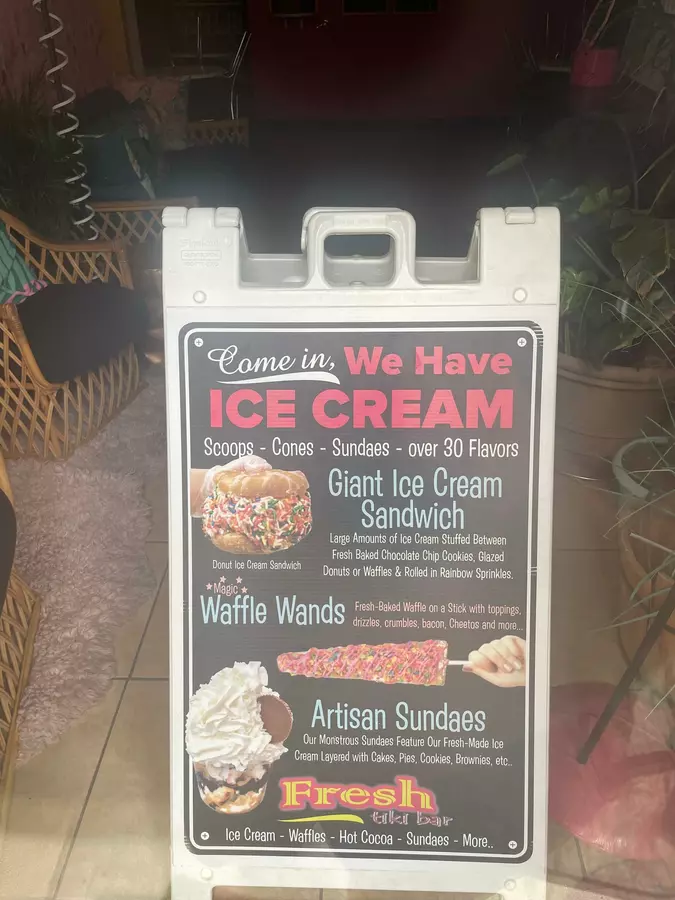 Come in, We Have
ICE CREAM
Scoops - Cones - Sundaes - over 30 Flavors
Giant Ice Cream
Sandwich
Large Amounts of Ice Cream Stuffed Between
Fresh Baked Chocolate Chip Cookies, Glazed
Donuts or Waffles & Rolled in Rainbow Sprinkles.
Donut Ice Cream Sandwich
Magic
Waffle Wands
Fresh-Baked Waffle on a Stick with toppings,
drizzles, crumbles, bacon, Cheetos and more...
Artisan Sundaes
Our Monstrous Sundaes Feature Our Fresh-Made Ice
Cream Layered with Cakes, Pies, Cookies, Brownies, etc..
Fresh
tiki bar
Ice Cream - Waffles - Hot Cocoa - Sundaes - More..